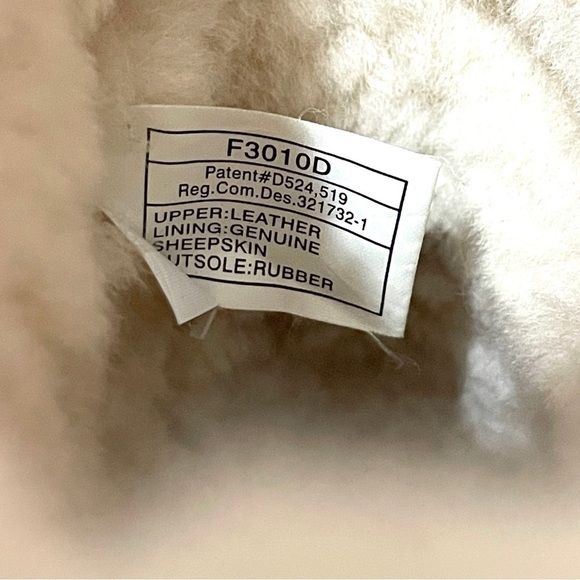 F3010D
Patent#D524,519
Reg.Com.Des.321732-1
UPPER:LEATHER
LINING:GENUINE
SHEEPSKIN
UTSOLE:RUBBER